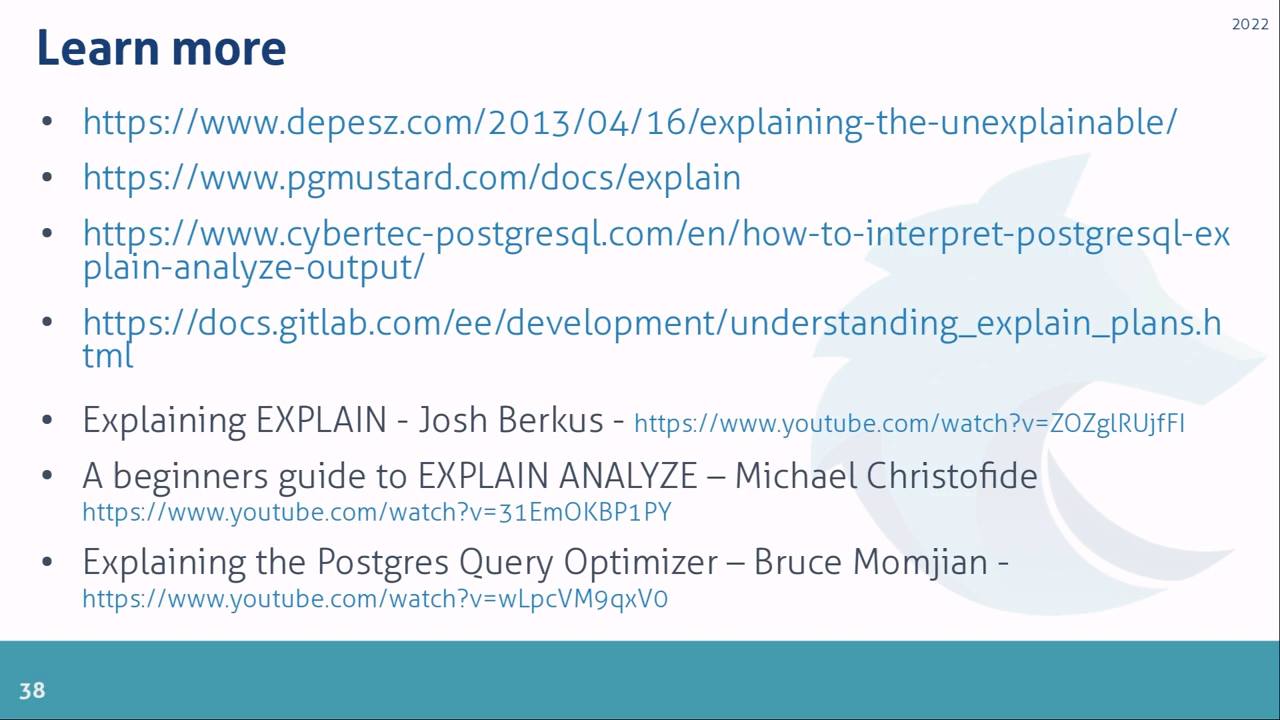 2022
Learn more
• https://www.depesz.com/2013/04/16/explaining-the-unexplainable/
• https://www.pgmustard.com/docs/explain
• https://www.cybertec-postgresql.com/en/how-to-interpret-postgresql-ex
plain-analyze-output/
• https://docs.gitlab.com/ee/development/understanding_explain_plans.h
tml
• Explaining EXPLAIN - Josh Berkus - https://www.youtube.com/watch?v=ZOZglRUjfFI
• A beginners guide to EXPLAIN ANALYZE – Michael Christofide
https://www.youtube.com/watch?v=31EmOKBP1PY
• Explaining the Postgres Query Optimizer – Bruce Momjian -
https://www.youtube.com/watch?v=wLpcVM9qxV0
38